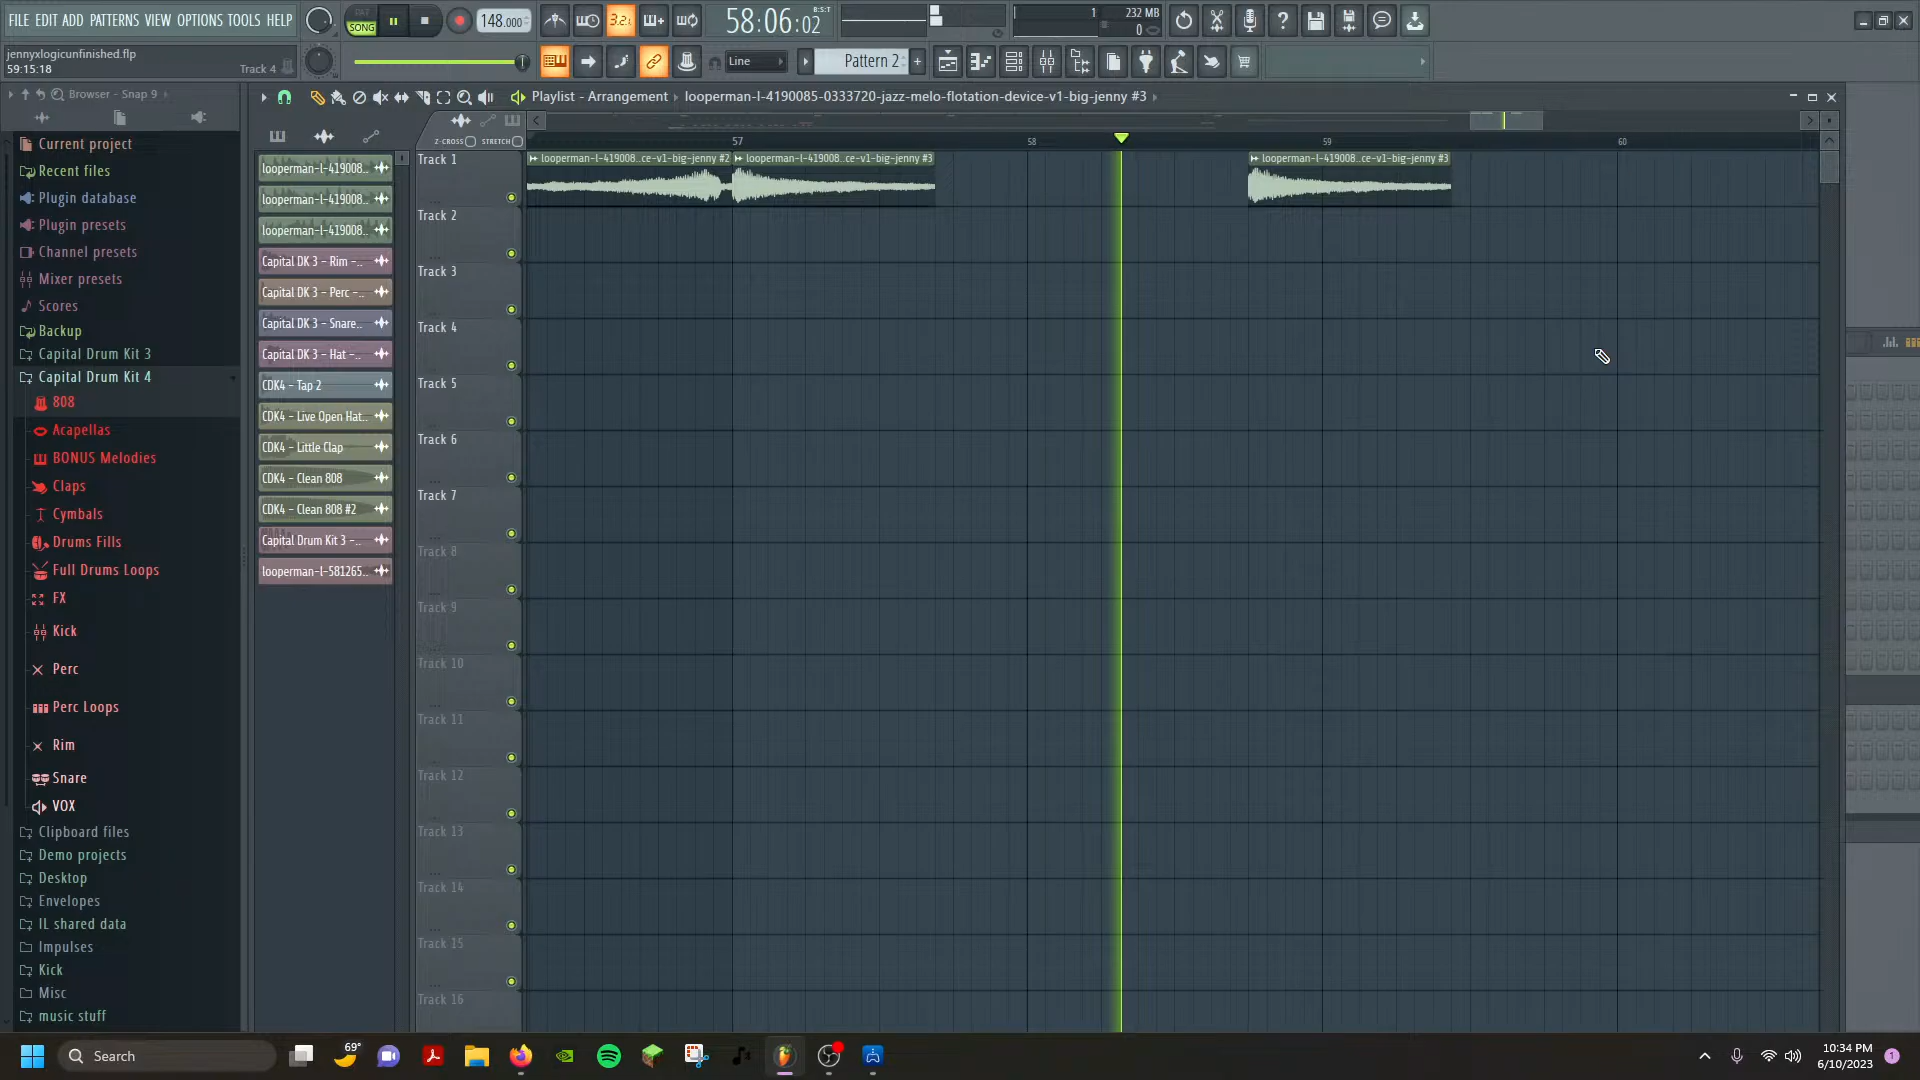 FILE EDIT ADD PATTERNS VIEW OPTIONS TOOLS HELP
PAT
SONG
148.000
3.2.
58:06:02
B:S:T
1
232 MB
0
jennyxlogicunfinished.flp
59:15:18
Track 4
Line
Pattern 2
Browser - Snap 9
Playlist - Arrangement
looperman-l-4190085-0333720-jazz-melo-flotation-device-v1-big-jenny #3
Z-CROSS
STRETCH
57
58
59
60
Current project
Recent files
Plugin database
Plugin presets
Channel presets
Mixer presets
Scores
Backup
Capital Drum Kit 3
Capital Drum Kit 4
808
Acapellas
BONUS Melodies
Claps
Cymbals
Drums Fills
Full Drums Loops
FX
Kick
Perc
Perc Loops
Rim
Snare
VOX
Clipboard files
Demo projects
Desktop
Envelopes
IL shared data
Impulses
Kick
Misc
music stuff
looperman-l-419008..
looperman-l-419008..
looperman-l-419008..
Capital DK 3 - Rim -..
Capital DK 3 - Perc -..
Capital DK 3 - Snare..
Capital DK 3 - Hat -..
CDK4 - Tap 2
CDK4 - Live Open Hat..
CDK4 - Little Clap
CDK4 - Clean 808
CDK4 - Clean 808 #2
Capital Drum Kit 3 -..
looperman-l-581265..
Track 1
Track 2
Track 3
Track 4
Track 5
Track 6
Track 7
Track 8
Track 9
Track 10
Track 11
Track 12
Track 13
Track 14
Track 15
Track 16
looperman-l-419008..ce-v1-big-jenny #2
looperman-l-419008..ce-v1-big-jenny #3
looperman-l-419008..ce-v1-big-jenny #3
Search
69°
10:34 PM
6/10/2023
1